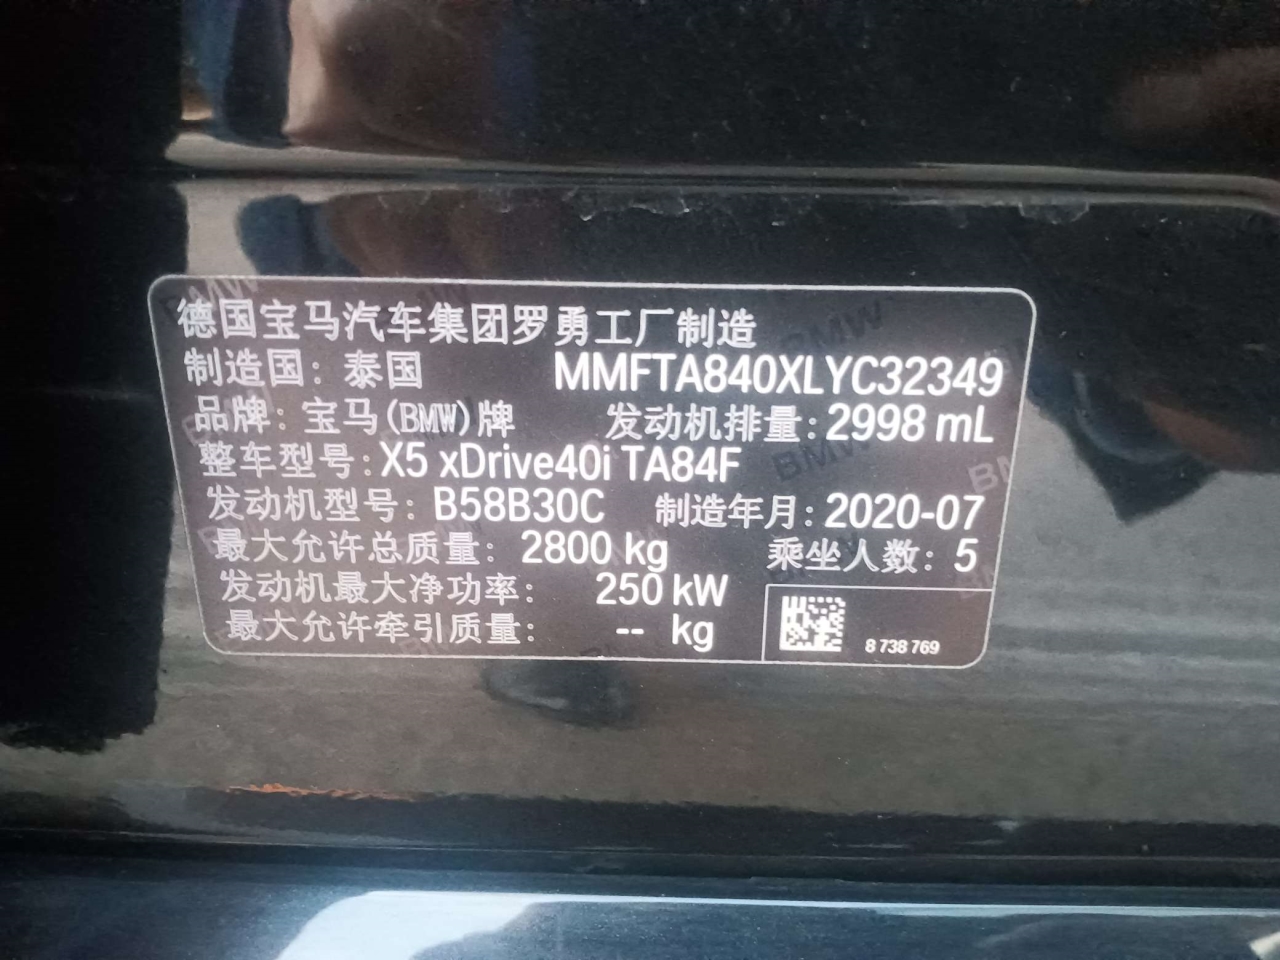 德国宝马汽车集团罗勇工厂制造
制造国：泰国 MMFTA840XLYC32349
品牌：宝马(BMW)牌 发动机排量：2998 mL
整车型号：X5 xDrive40i TA84F
发动机型号：B58B30C 制造年月：2020-07
最大允许总质量：2800 kg 乘坐人数：5
发动机最大净功率：250 kW
最大允许牵引质量：-- kg
8 738 769